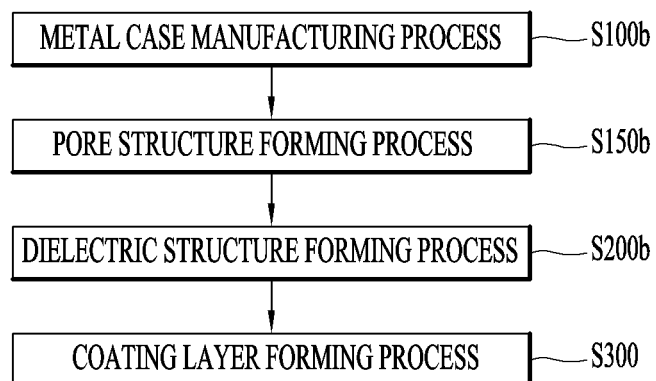 METAL CASE MANUFACTURING PROCESS S100b
PORE STRUCTURE FORMING PROCESS S150b
DIELECTRIC STRUCTURE FORMING PROCESS S200b
COATING LAYER FORMING PROCESS S300